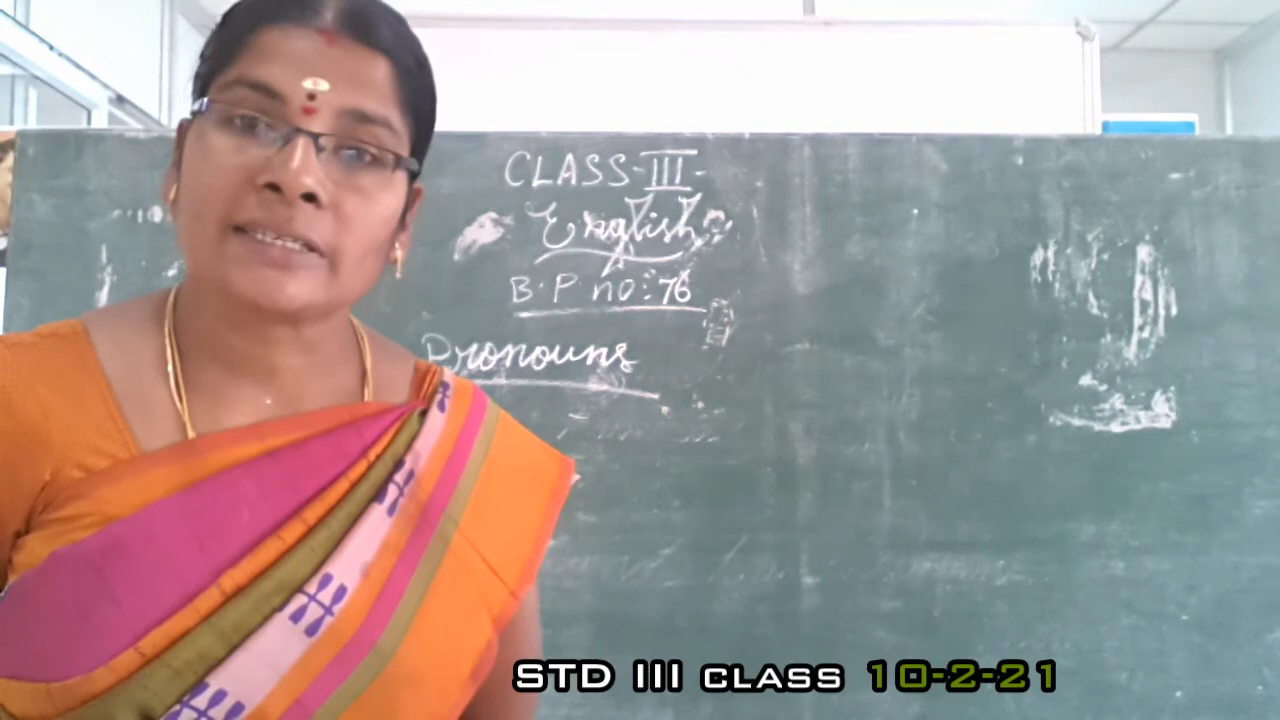 CLASS-III-
English
B.P no: 76
Pronouns
STD III CLASS 10-2-21